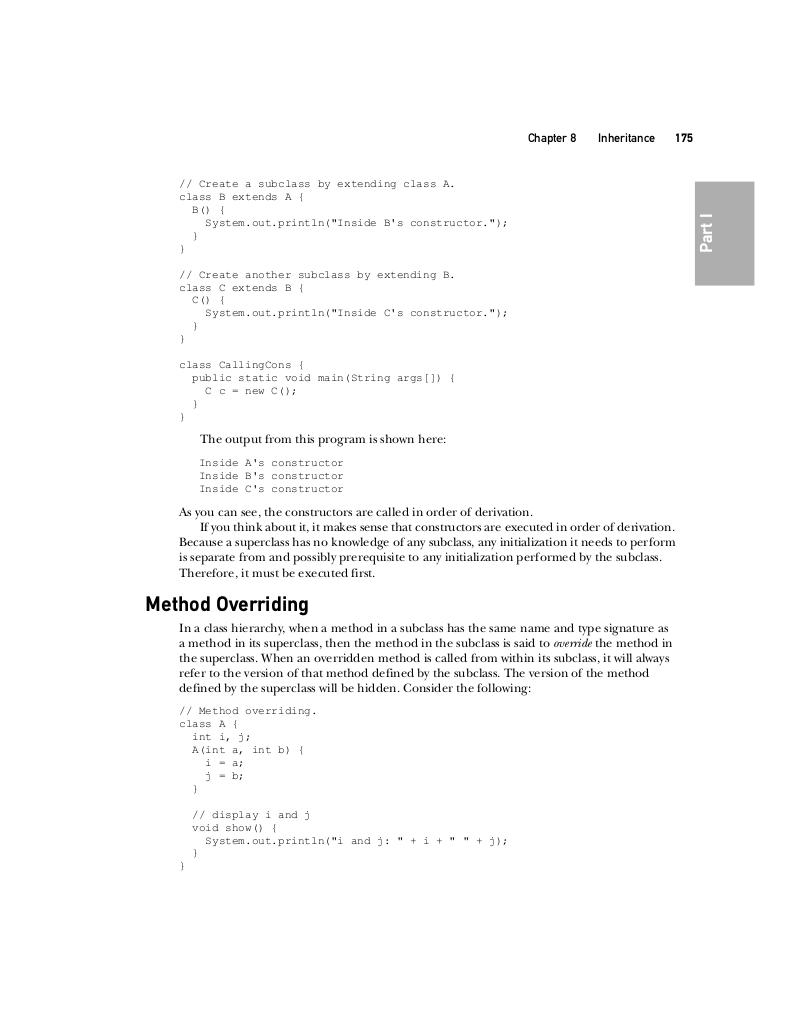 Chapter 8 Inheritance 175
Part I
// Create a subclass by extending class A.
class B extends A {
  B() {
    System.out.println("Inside B's constructor.");
  }
}
// Create another subclass by extending B.
class C extends B {
  C() {
    System.out.println("Inside C's constructor.");
  }
}
class CallingCons {
  public static void main(String args[]) {
    C c = new C();
  }
}
The output from this program is shown here:
Inside A's constructor
Inside B's constructor
Inside C's constructor
As you can see, the constructors are called in order of derivation.
If you think about it, it makes sense that constructors are executed in order of derivation.
Because a superclass has no knowledge of any subclass, any initialization it needs to perform
is separate from and possibly prerequisite to any initialization performed by the subclass.
Therefore, it must be executed first.
Method Overriding
In a class hierarchy, when a method in a subclass has the same name and type signature as
a method in its superclass, then the method in the subclass is said to override the method in
the superclass. When an overridden method is called from within its subclass, it will always
refer to the version of that method defined by the subclass. The version of the method
defined by the superclass will be hidden. Consider the following:
// Method overriding.
class A {
  int i, j;
  A(int a, int b) {
    i = a;
    j = b;
  }
  // display i and j
  void show() {
    System.out.println("i and j: " + i + " " + j);
  }
}